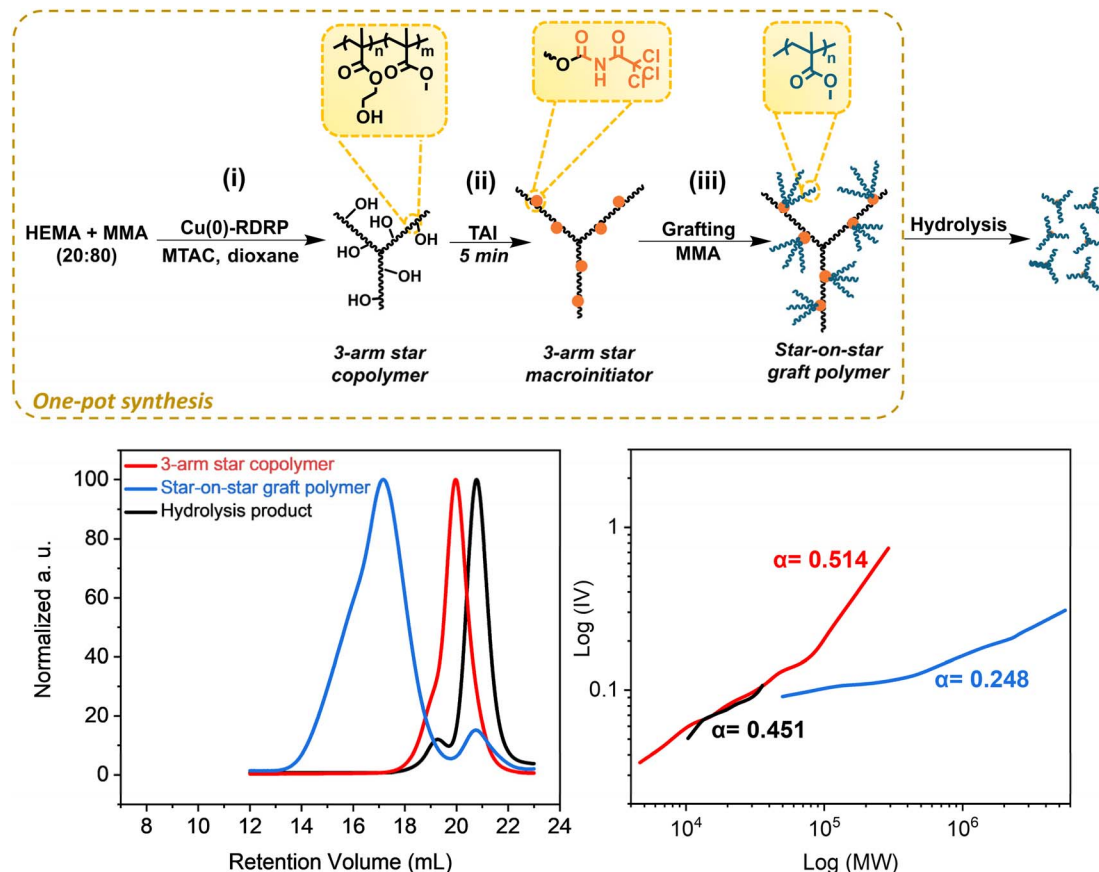 n
m
O
O
OH
O
O
O
O
O
N
H
Cl
Cl
Cl
n
O
O
(i)
(ii)
(iii)
HEMA + MMA
(20:80)
Cu(0)-RDRP
MTAC, dioxane
OH
HO
OH
HO
OH
HO
TAI
5 min
Grafting
MMA
Hydrolysis
3-arm star
copolymer
3-arm star
macroinitiator
Star-on-star
graft polymer
One-pot synthesis
3-arm star copolymer
Star-on-star graft polymer
Hydrolysis product
Normalized a. u.
100
80
60
40
20
0
8
10
12
14
16
18
20
22
24
Retention Volume (mL)
Log (IV)
1
0.1
α= 0.514
α= 0.248
α= 0.451
10⁴
10⁵
10⁶
Log (MW)